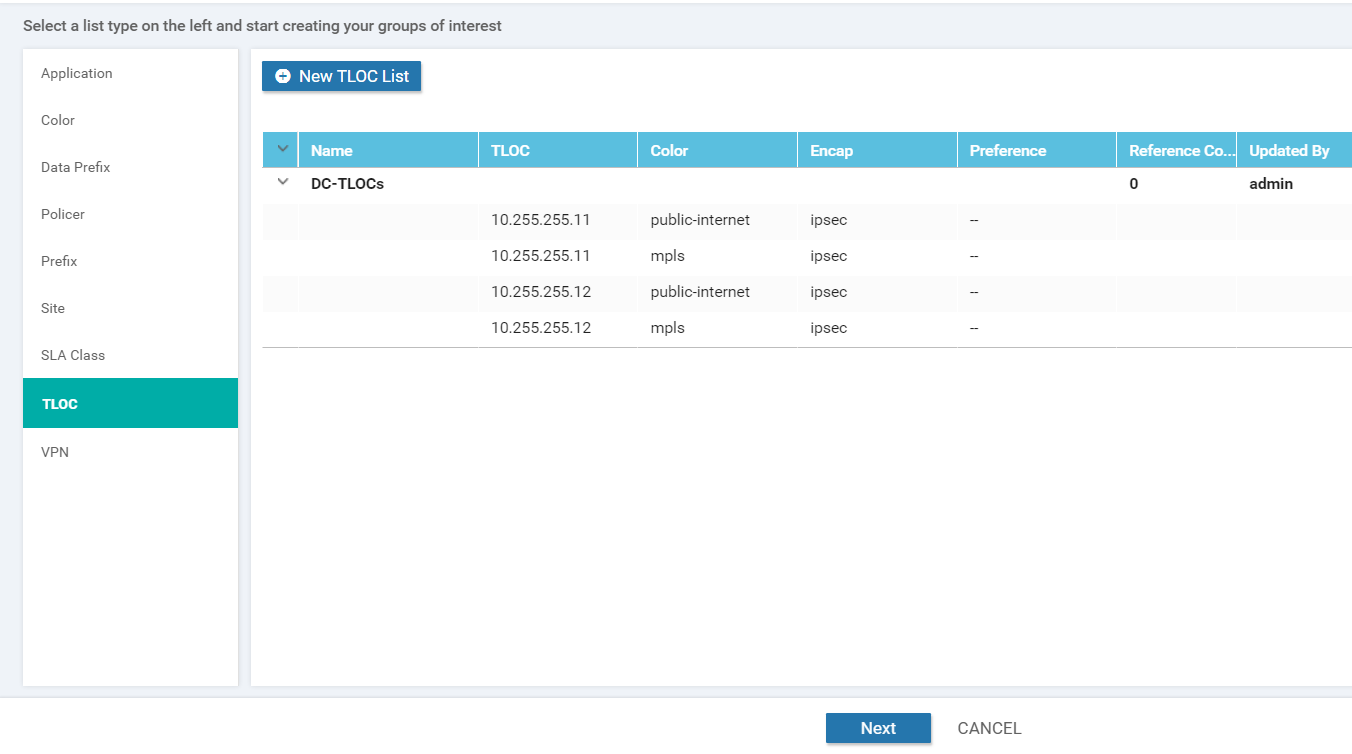 Select a list type on the left and start creating your groups of interest
Application
Color
Data Prefix
Policer
Prefix
Site
SLA Class
TLOC
VPN
New TLOC List
Name TLOC Color Encap Preference Reference Co... Updated By
DC-TLOCs 0 admin
10.255.255.11 public-internet ipsec --
10.255.255.11 mpls ipsec --
10.255.255.12 public-internet ipsec --
10.255.255.12 mpls ipsec --
Next CANCEL